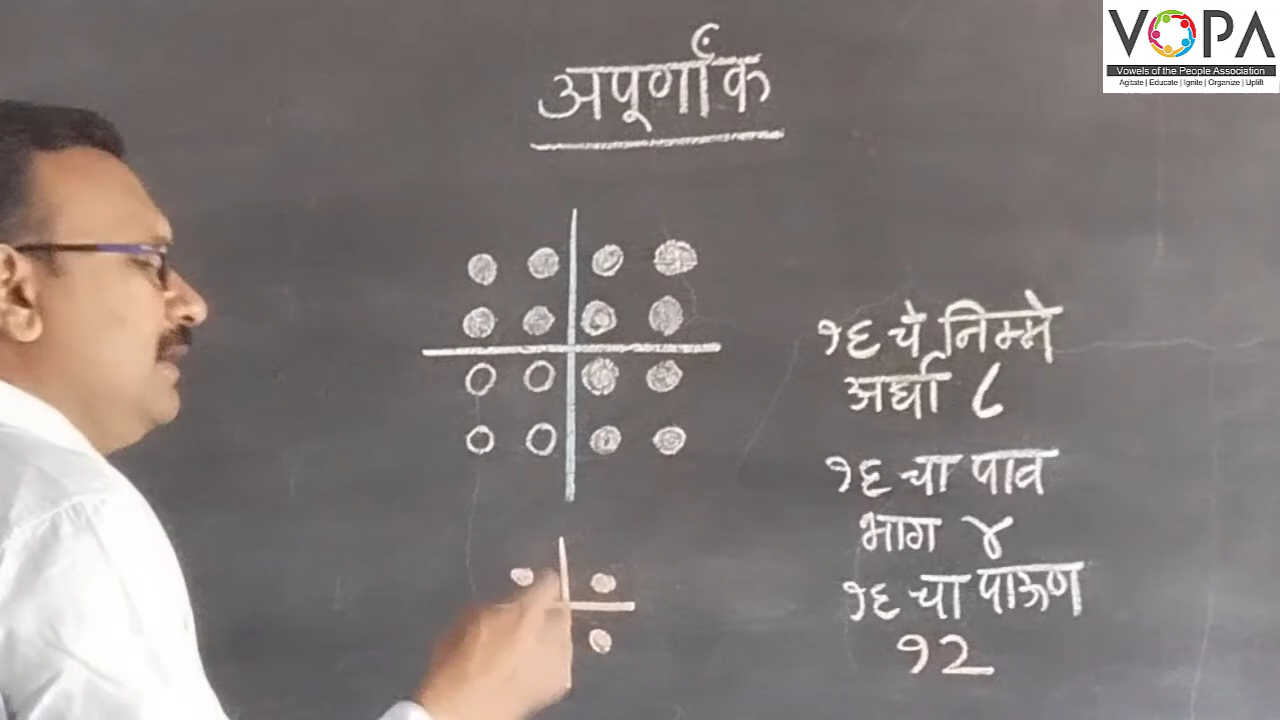 VOPA
Vowels of the People Association
Agitate | Educate | Ignite | Organize | Uplift
अपूर्णांक
१६ चे निम्मे
अर्धा ८
१६ चा पाव
भाग ४
१६ चा पाऊण
१२